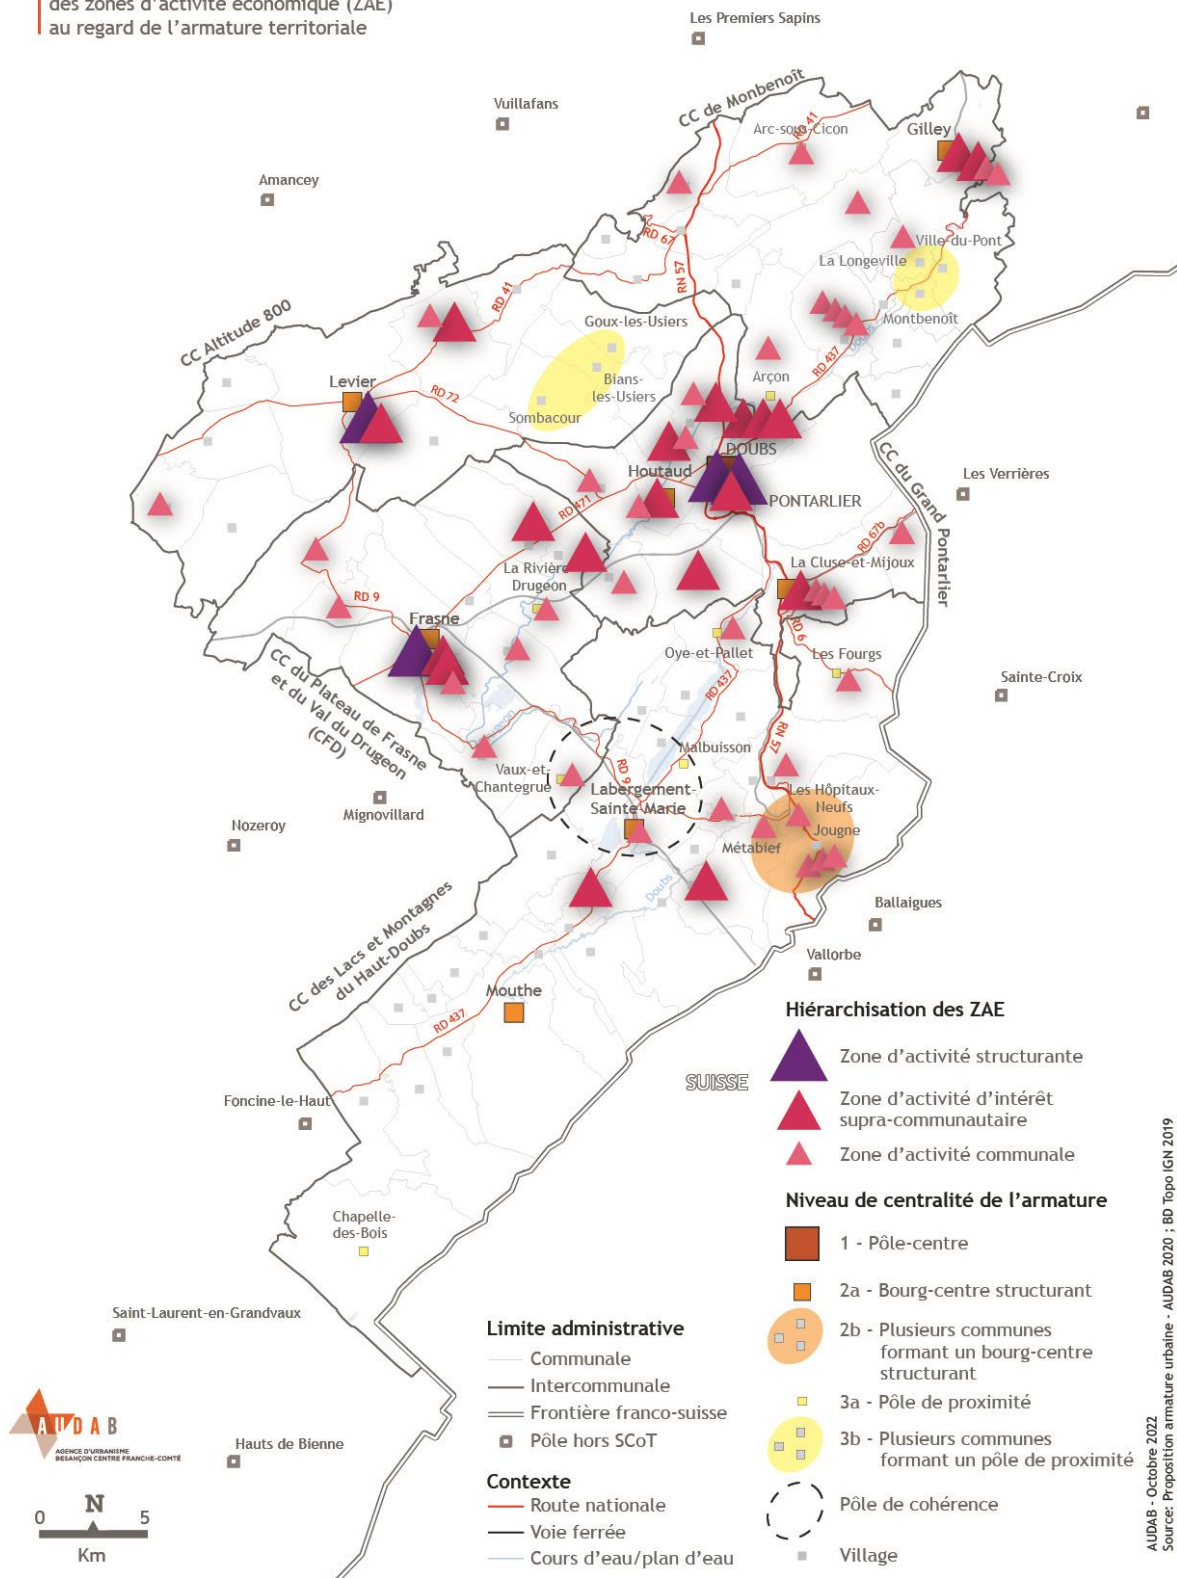 des zones d'activité économique (ZAE)
au regard de l'armature territoriale
Les Premiers Sapins
Vuillafans
CC de Monbenoît
RD 41
Arc-sous-Cicon
Gilley
Amancey
RD 67
Ville-du-Pont
La Longeville
RN 57
RD 41
Montbenoît
Doubs
CC Altitude 800
Goux-les-Usiers
RD 437
Levier
RD 72
Bians-
les-Usiers
Arçon
Sombacour
DOUBS
Houtaud
CC du Grand Pontarlier
Les Verrières
PONTARLIER
RD 471
RD 67b
La Cluse-et-Mijoux
La Rivière
Drugeon
RD 9
Frasne
RD 6
Oye-et-Pallet
Les Fourgs
CC du Plateau de Frasne
et du Val du Drugeon
(CFD)
RD 437
Sainte-Croix
RN 57
Malbuisson
Vaux-et-
Chantegrue
RD 9
Labergement-
Sainte-Marie
Les Hôpitaux-
Neufs
Mignovillard
Nozeroy
Jougne
Métabief
Doubs
CC des Lacs et Montagnes
du Haut-Doubs
Ballaigues
Vallorbe
Mouthe
RD 437
Hiérarchisation des ZAE
Zone d'activité structurante
SUISSE
Foncine-le-Haut
Zone d'activité d'intérêt
supra-communautaire
Zone d'activité communale
Niveau de centralité de l'armature
Chapelle-
des-Bois
1 - Pôle-centre
2a - Bourg-centre structurant
Saint-Laurent-en-Grandvaux
2b - Plusieurs communes
formant un bourg-centre
structurant
Limite administrative
Communale
Intercommunale
3a - Pôle de proximité
Frontière franco-suisse
Pôle hors SCoT
3b - Plusieurs communes
formant un pôle de proximité
AUDAB
AGENCE D'URBANISME
BESANÇON CENTRE FRANCHE-COMTÉ
Hauts de Bienne
Contexte
Route nationale
Pôle de cohérence
Voie ferrée
Cours d'eau/plan d'eau
Village
N
0 5
Km
AUDAB - Octobre 2022
Source: Proposition armature urbaine - AUDAB 2020 ; BD Topo IGN 2019